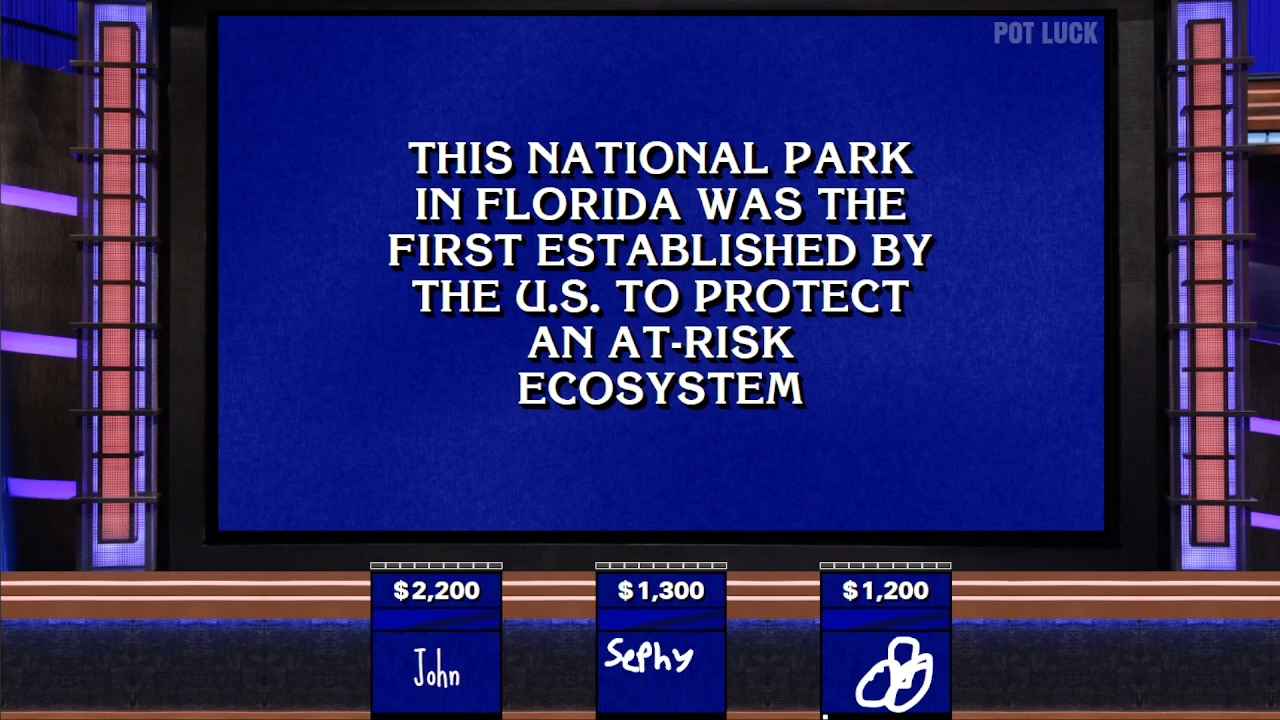 POT LUCK
THIS NATIONAL PARK
IN FLORIDA WAS THE
FIRST ESTABLISHED BY
THE U.S. TO PROTECT
AN AT-RISK
ECOSYSTEM
$2,200
$1,300
$1,200
John
Sephy